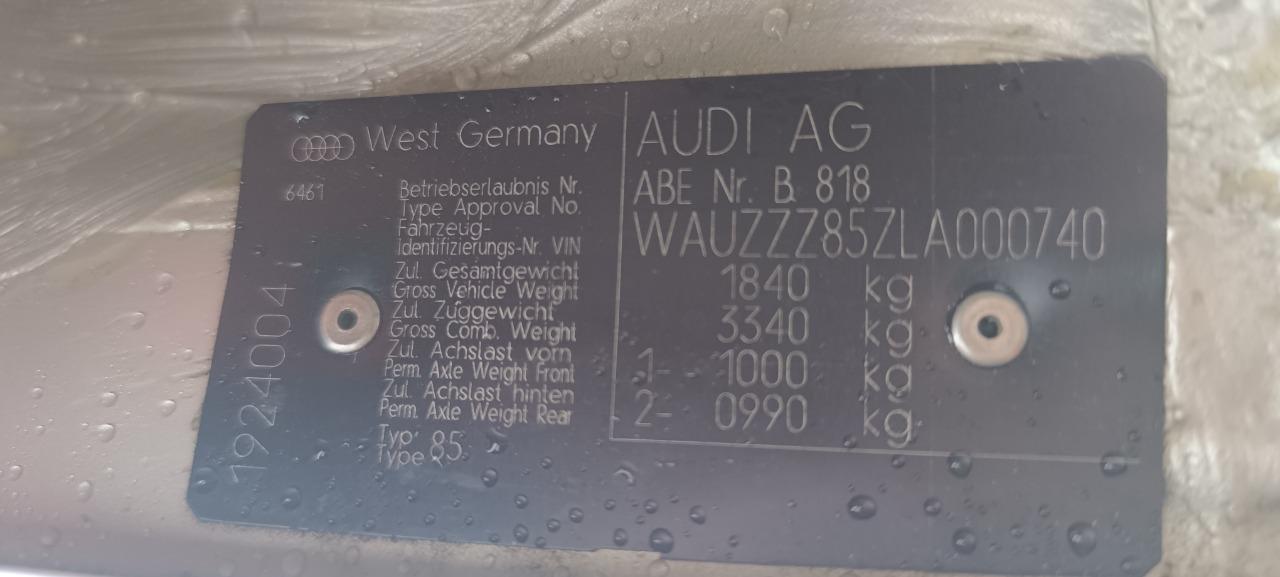 West Germany
6461
Betriebserlaubnis Nr.
Type Approval No.
Fahrzeug-
Identifizierungs-Nr. VIN
Zul. Gesamtgewicht
Gross Vehicle Weight
Zul. Zuggewicht
Gross Comb. Weight
Zul. Achslast vorn
Perm. Axle Weight Front
Zul. Achslast hinten
Perm. Axle Weight Rear
Typ
Type 85
1924004
AUDI AG
ABE Nr. B 818
WAUZZZ85ZLA000740
1840 kg
3340 kg
1- 1000 kg
2- 0990 kg